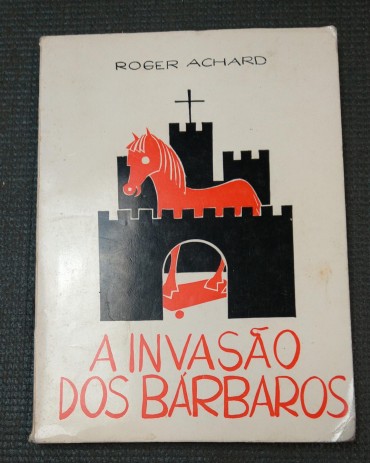 ROGER ACHARD
A INVASÃO
DOS BÁRBAROS